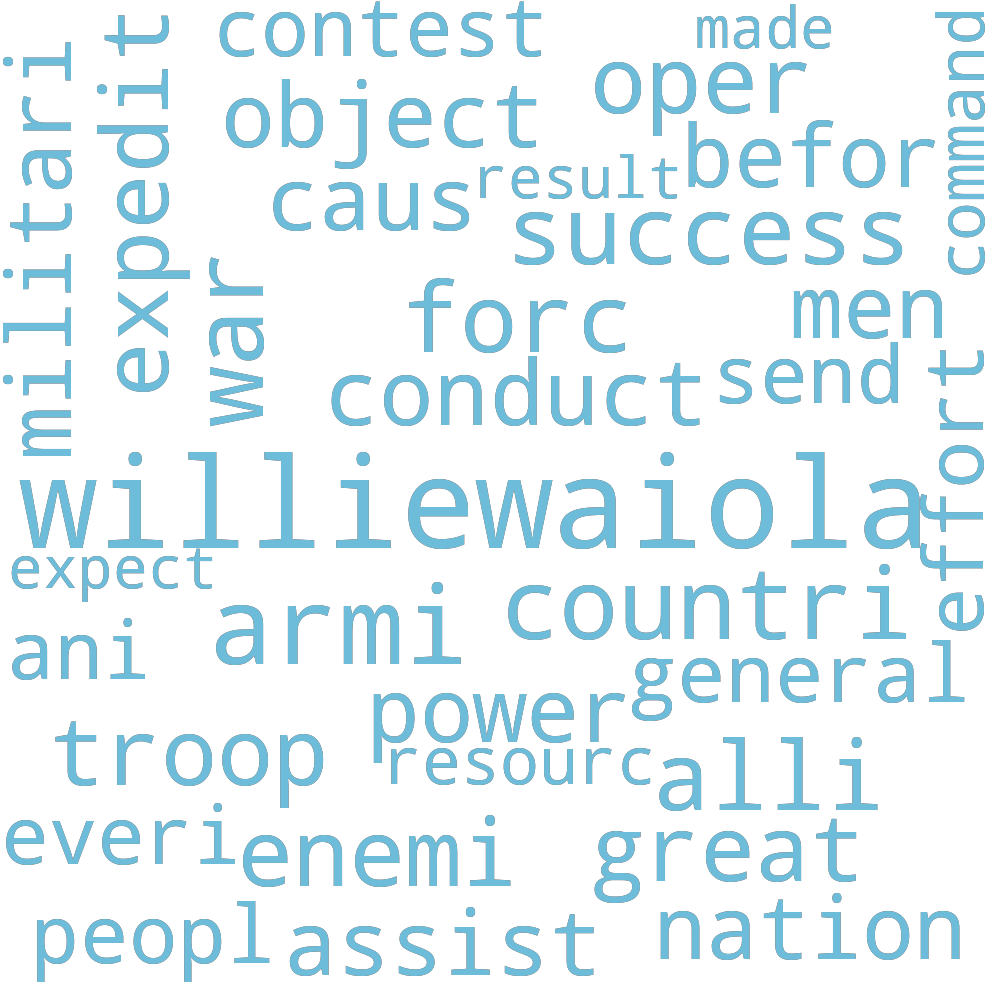 contest
made
militari
expedit
object
oper
command
caus
result
befor
success
war
forc
men
conduct
send
effort
williewaiola
expect
armi
countri
ani
general
power
troop
resourc
alli
everi
enemi
great
peopl
assist
nation